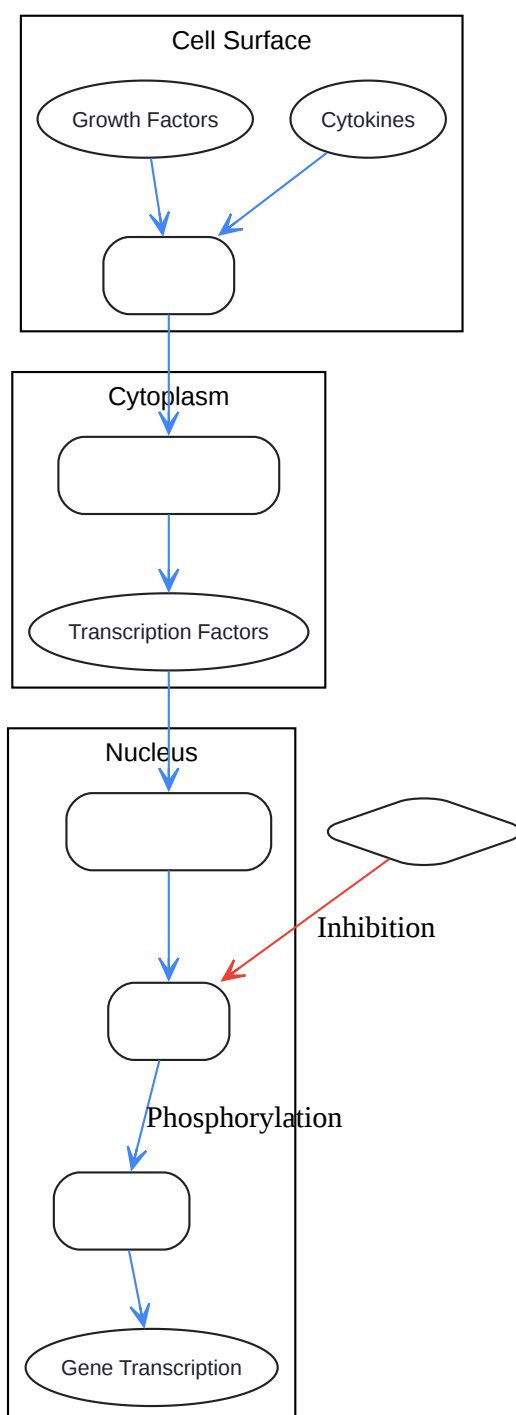 Cell Surface
Growth Factors
Cytokines
Cytoplasm
Transcription Factors
Nucleus
Inhibition
Phosphorylation
Gene Transcription